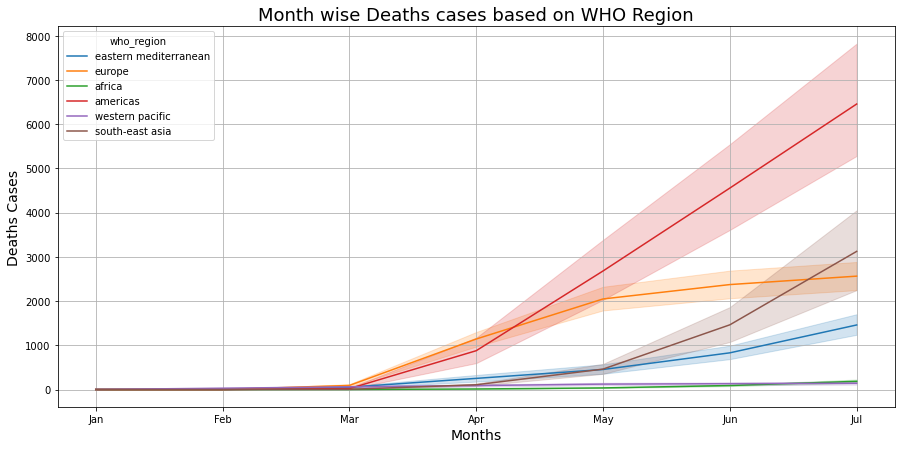 Month wise Deaths cases based on WHO Region
who_region
eastern mediterranean
europe
africa
americas
western pacific
south-east asia
8000
7000
6000
5000
4000
3000
2000
1000
0
Deaths Cases
Jan Feb Mar Apr May Jun Jul
Months